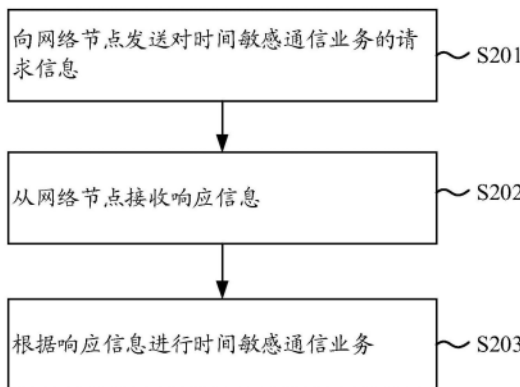 向网络节点发送对时间敏感通信业务的请
求信息
S201
从网络节点接收响应信息
S202
根据响应信息进行时间敏感通信业务
S203